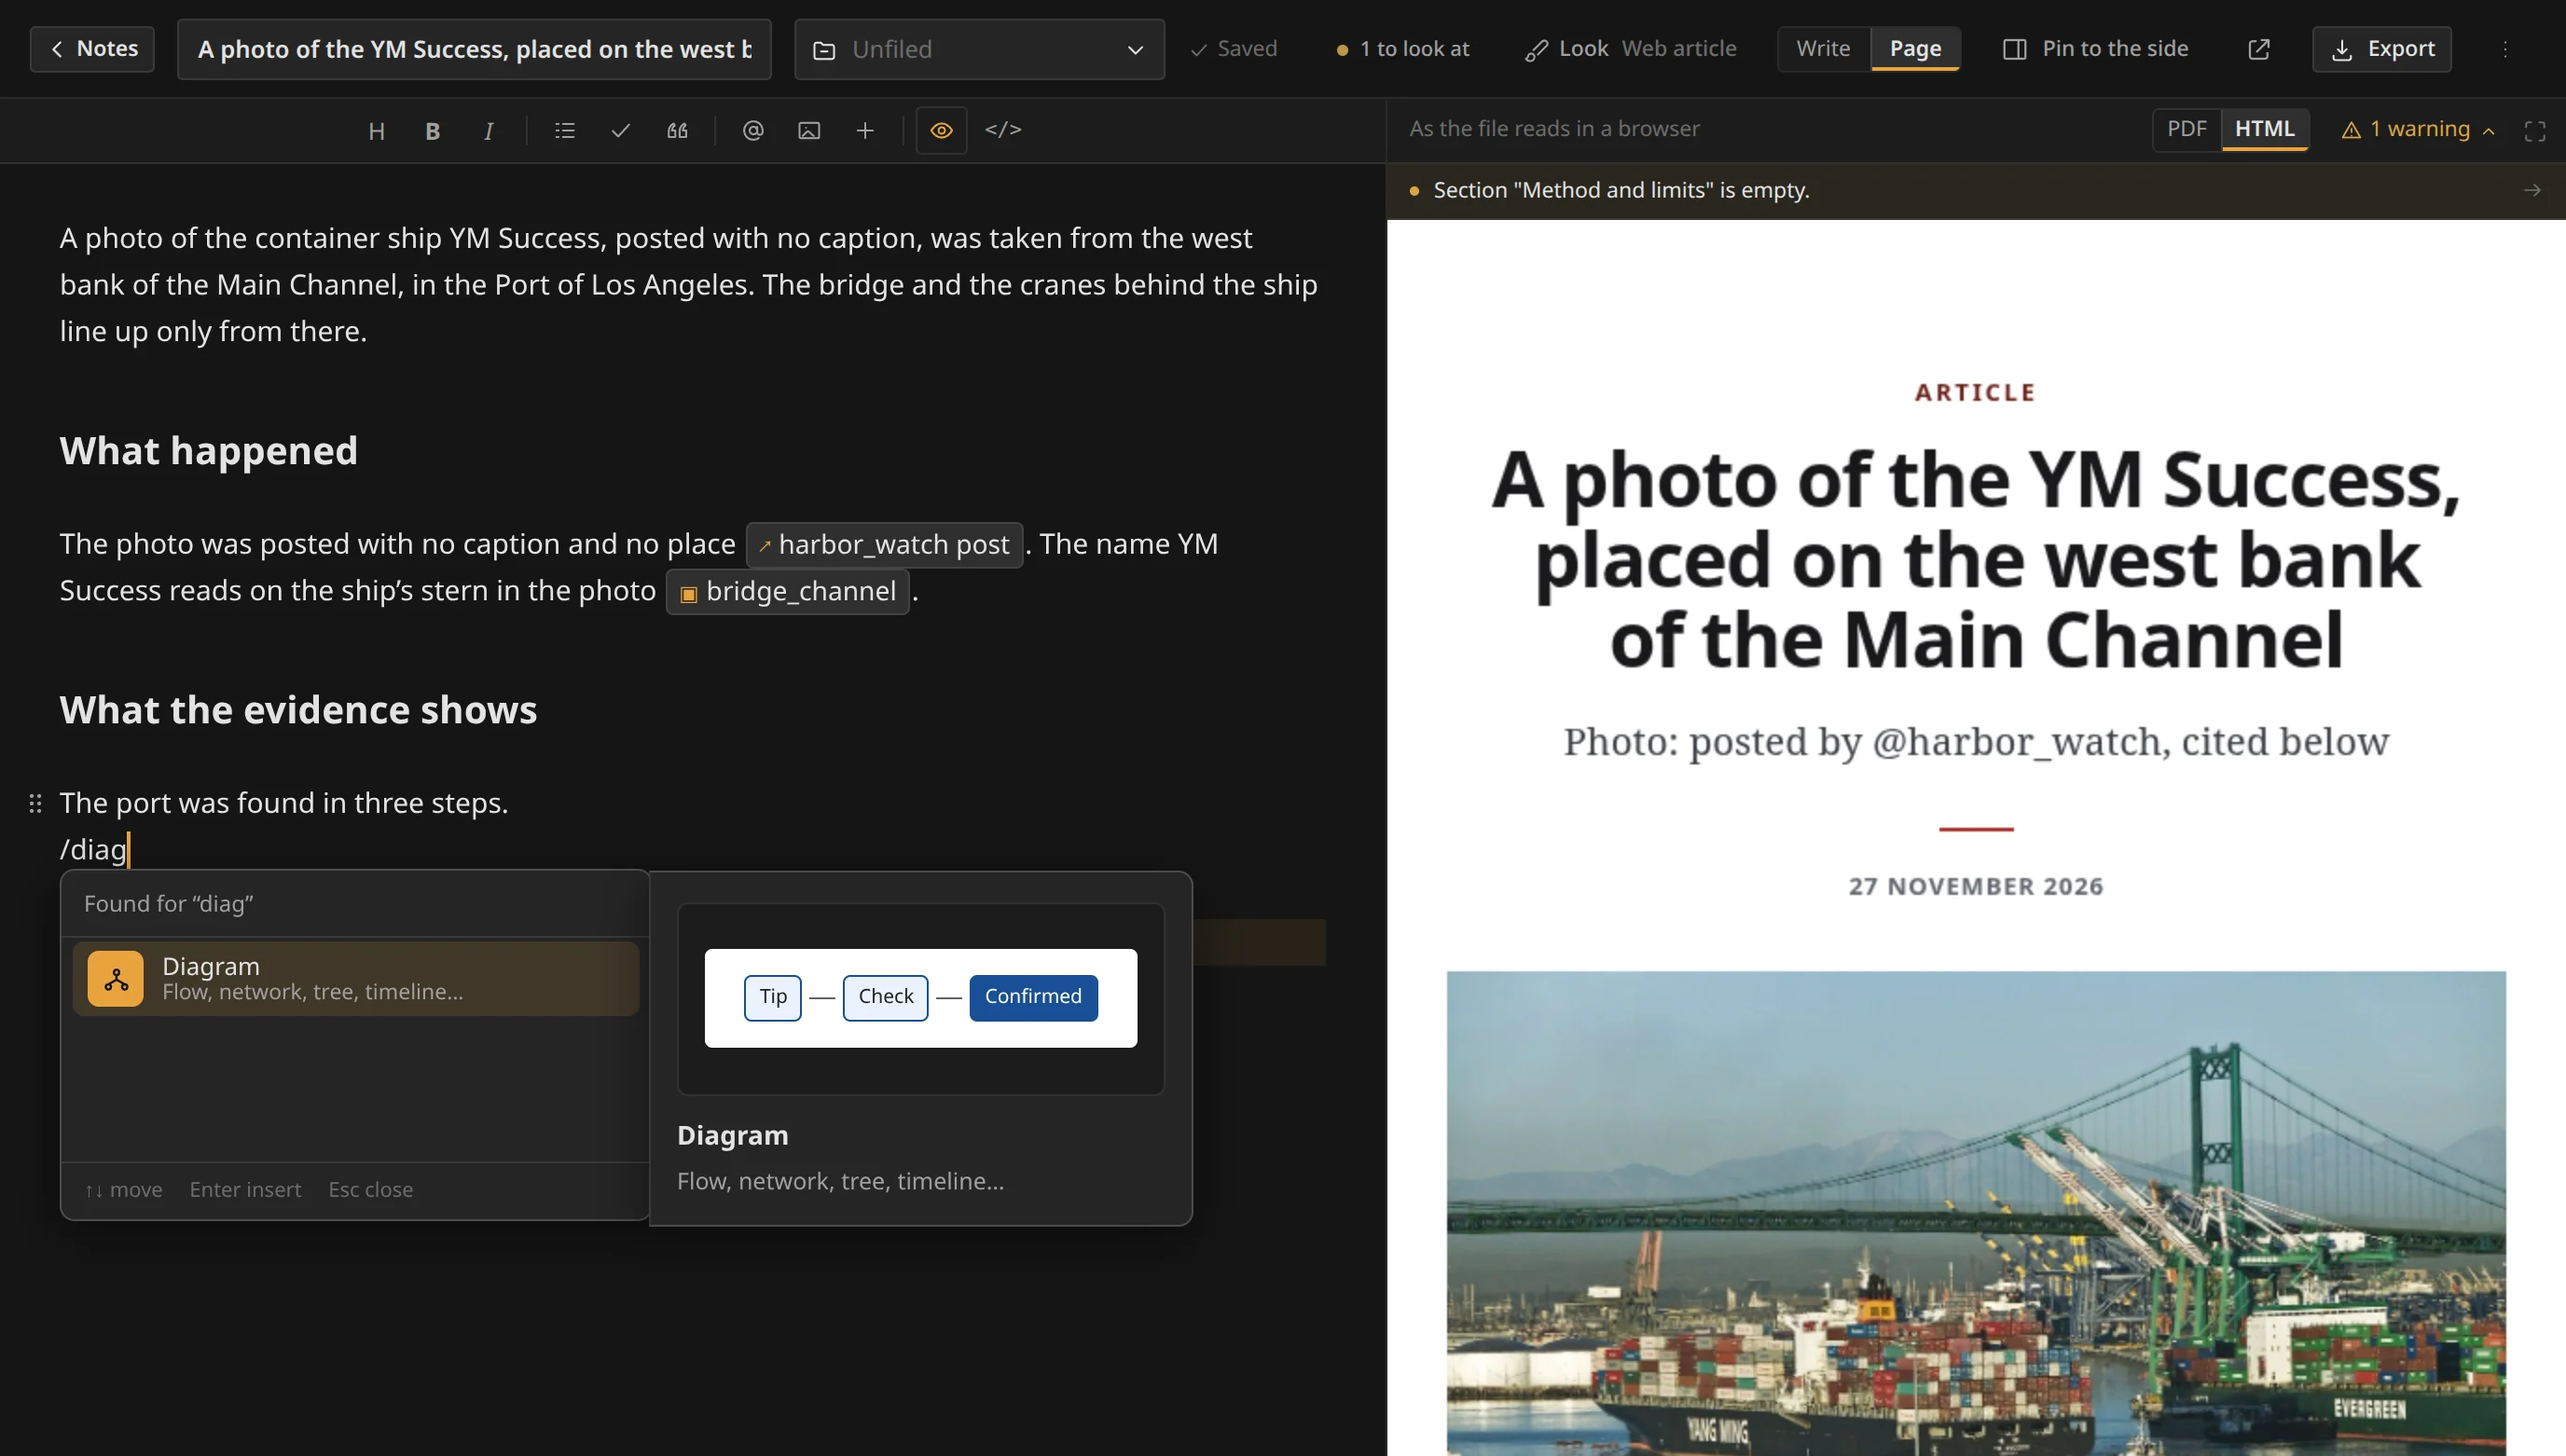 Notes
A photo of the YM Success, placed on the west b
Unfiled
Saved
1 to look at
Look Web article
Write
Page
Pin to the side
Export
H B I
</>
As the file reads in a browser
PDF
HTML
1 warning
Section "Method and limits" is empty.
A photo of the container ship YM Success, posted with no caption, was taken from the west
bank of the Main Channel, in the Port of Los Angeles. The bridge and the cranes behind the ship
line up only from there.
What happened
The photo was posted with no caption and no place harbor_watch post . The name YM
Success reads on the ship’s stern in the photo bridge_channel .
What the evidence shows
The port was found in three steps.
/diag
Found for “diag”
Diagram
Flow, network, tree, timeline...
↑↓ move Enter insert Esc close
Tip
Check
Confirmed
Diagram
Flow, network, tree, timeline...
ARTICLE
A photo of the YM Success,
placed on the west bank
of the Main Channel
Photo: posted by @harbor_watch, cited below
27 NOVEMBER 2026
YANG MING
EVERGREEN